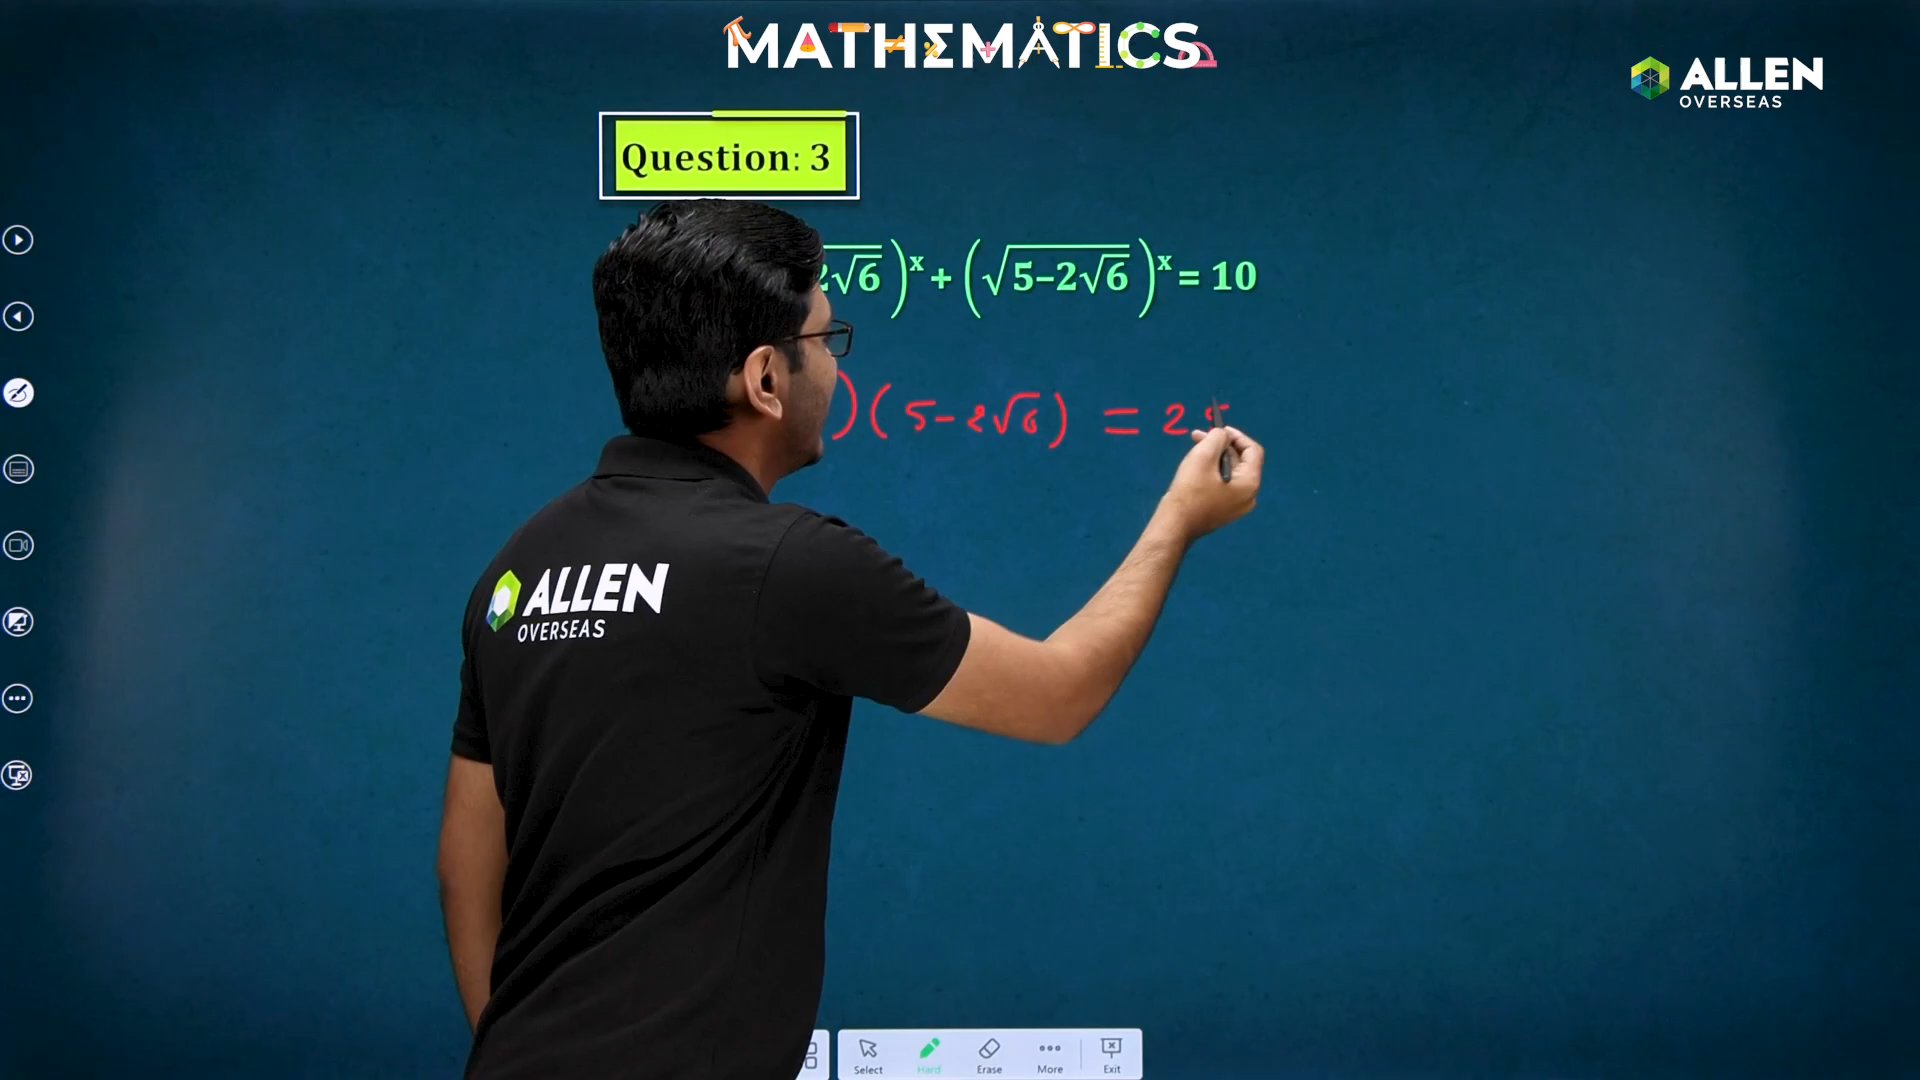 MATHEMATICS
ALLEN
OVERSEAS
Question: 3
2√6 )^x + (√5-2√6 )^x = 10
) ( 5-2√6 ) = 25
ALLEN
OVERSEAS
Select
Hard
Erase
More
Exit